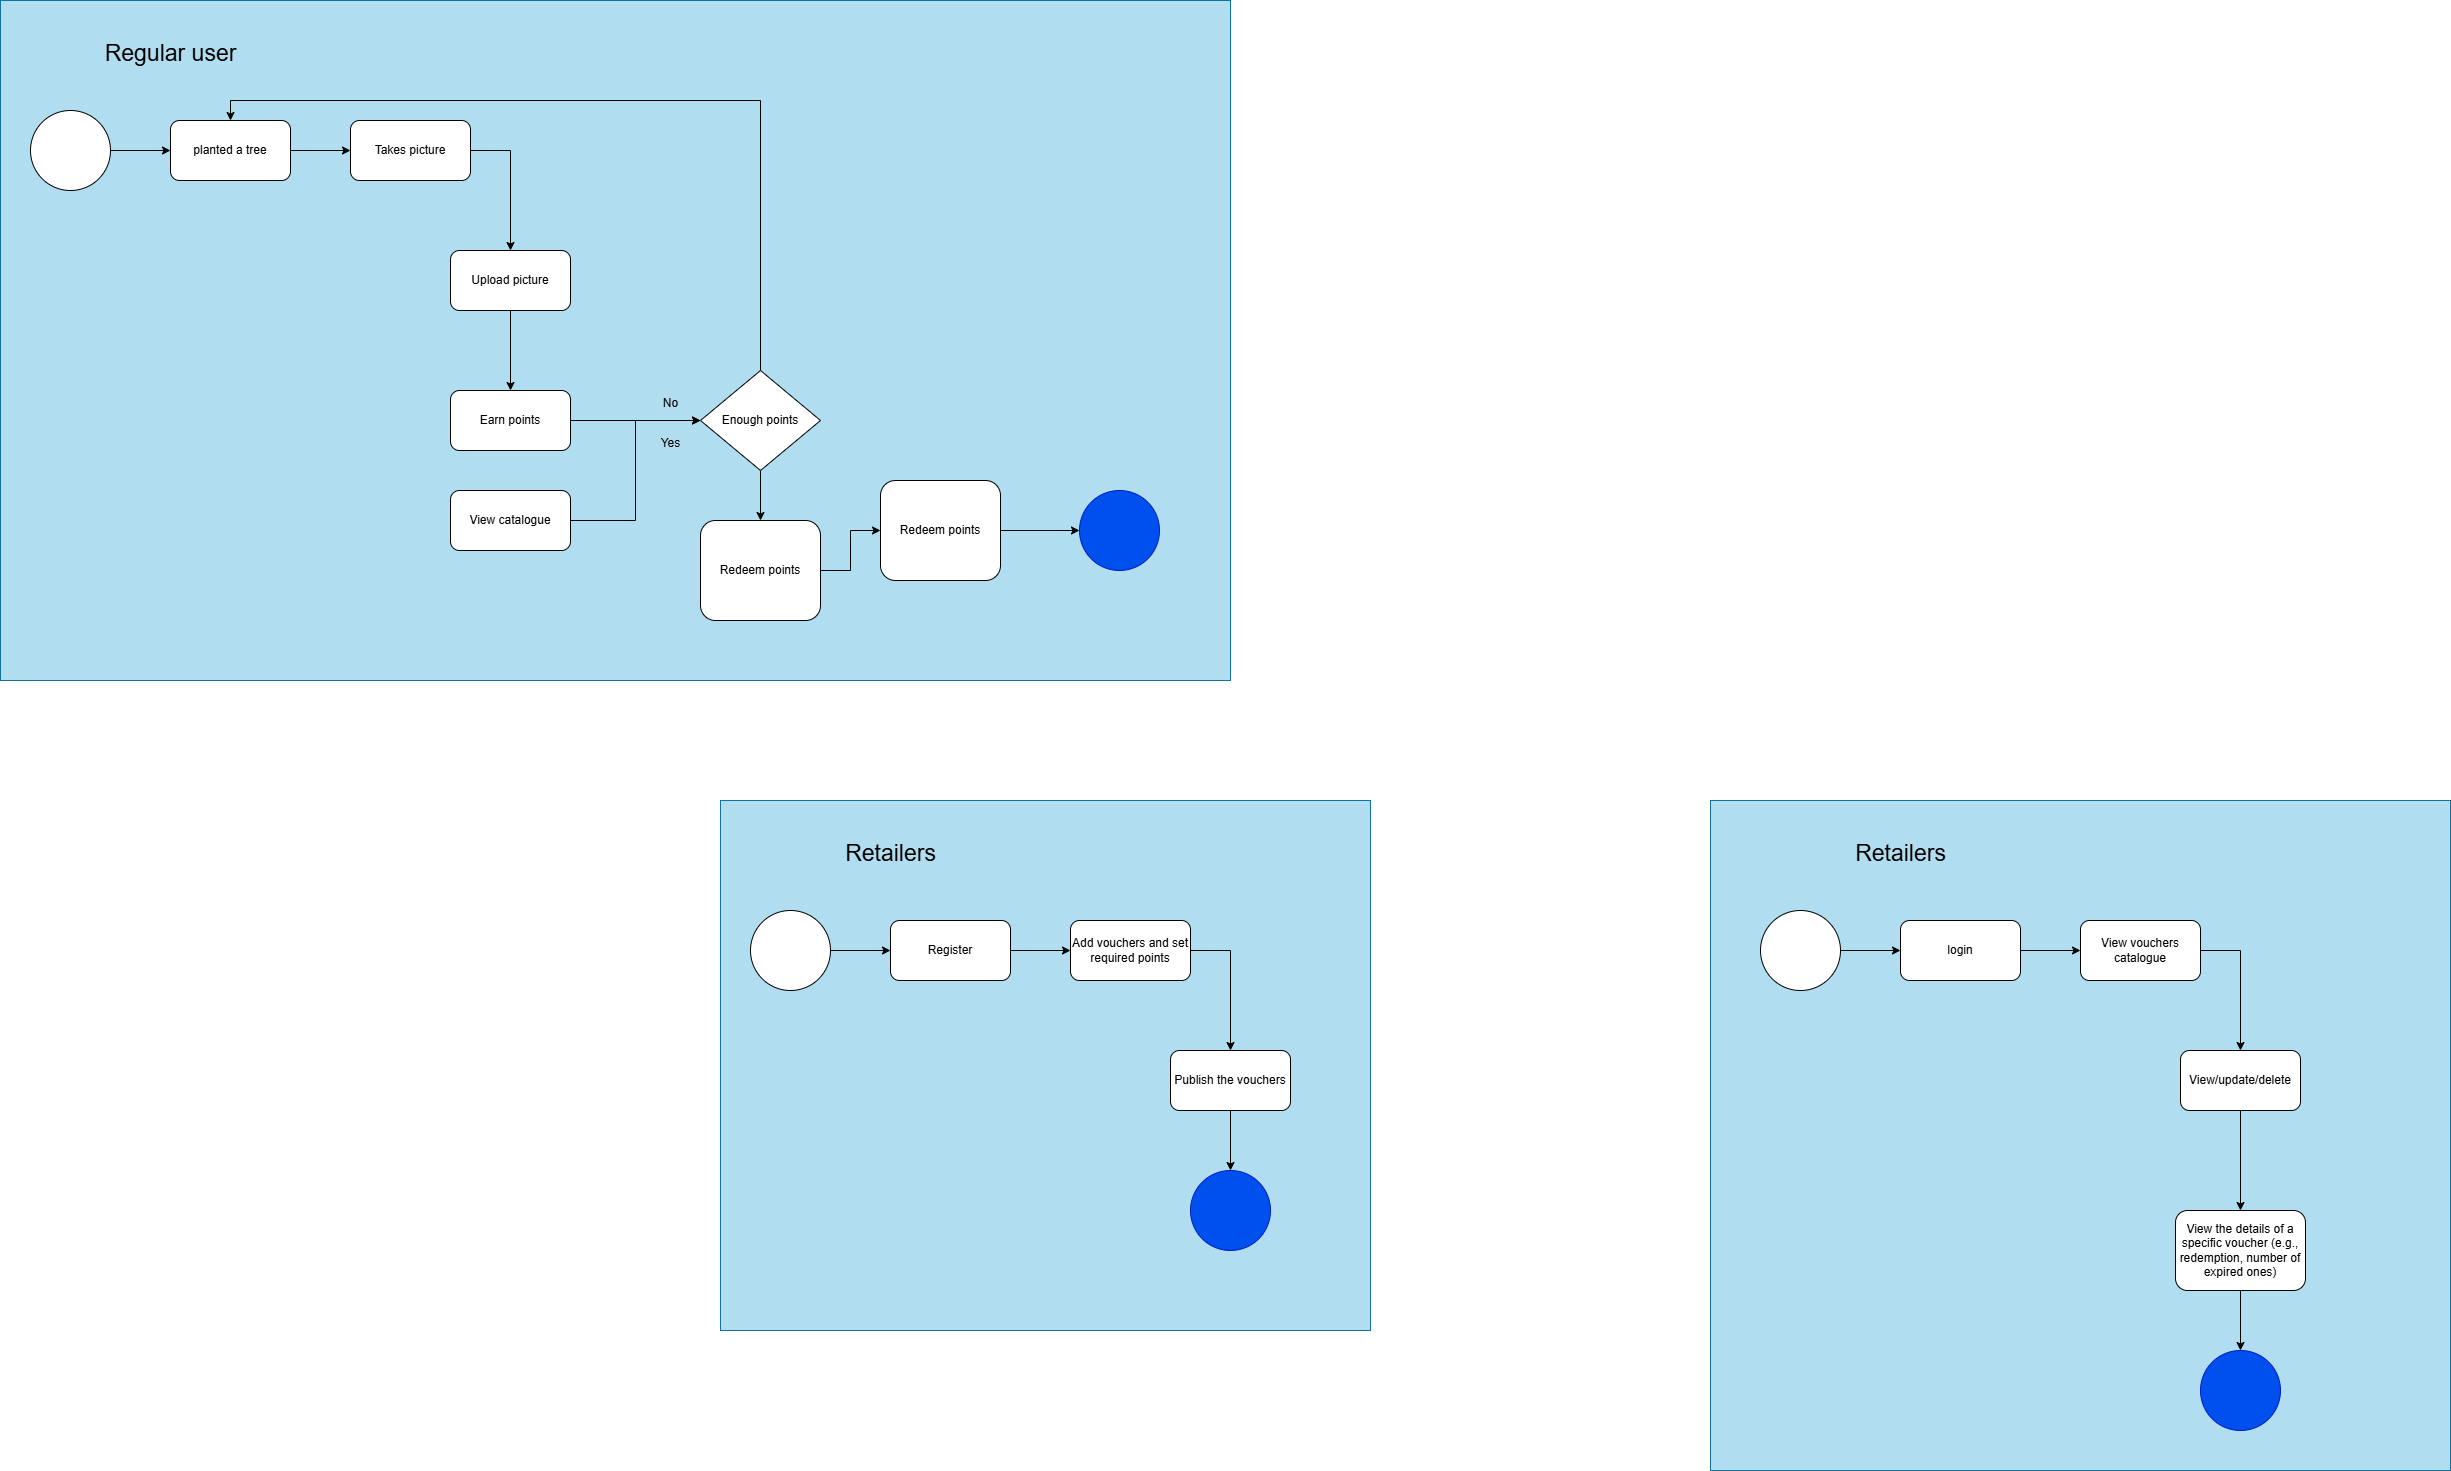 Regular user
planted a tree
Takes picture
Upload picture
No
Earn points
Enough points
Yes
View catalogue
Redeem points
Redeem points
Retailers
Register
Add vouchers and set
required points
Publish the vouchers
Retailers
login
View vouchers
catalogue
View/update/delete
View the details of a
specific voucher (e.g.,
redemption, number of
expired ones)